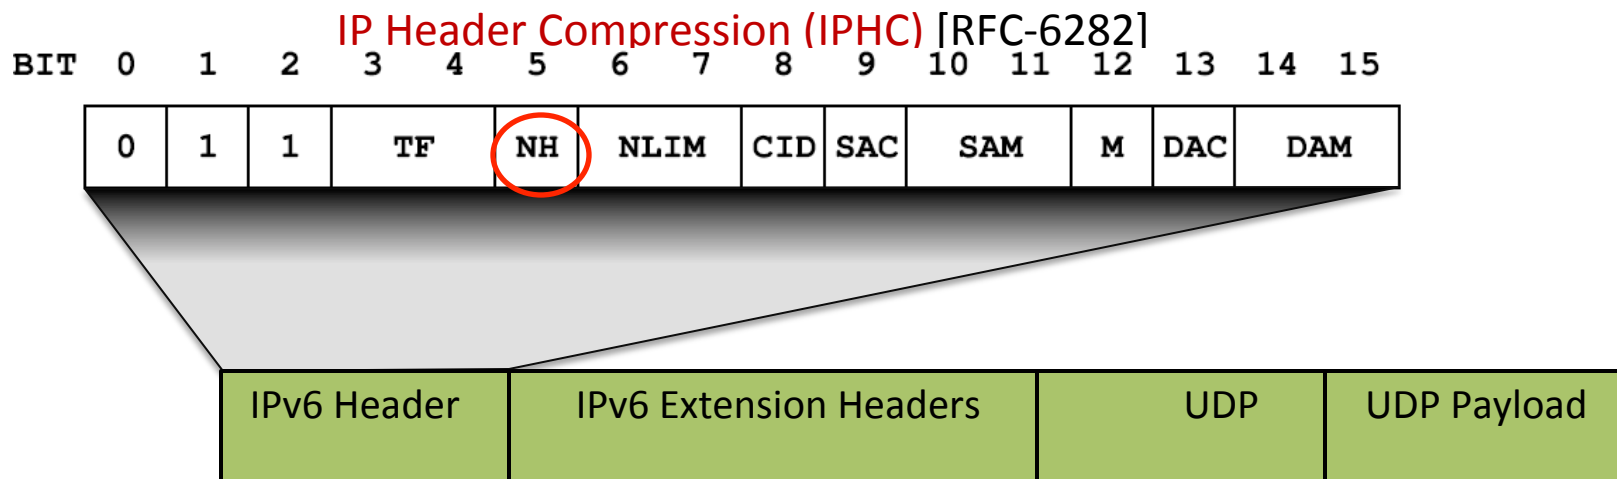 IP Header Compression (IPHC) [RFC-6282]
BIT 0 1 2 3 4 5 6 7 8 9 10 11 12 13 14 15
0 1 1 TF NH NLIM CID SAC SAM M DAC DAM
IPv6 Header IPv6 Extension Headers UDP UDP Payload